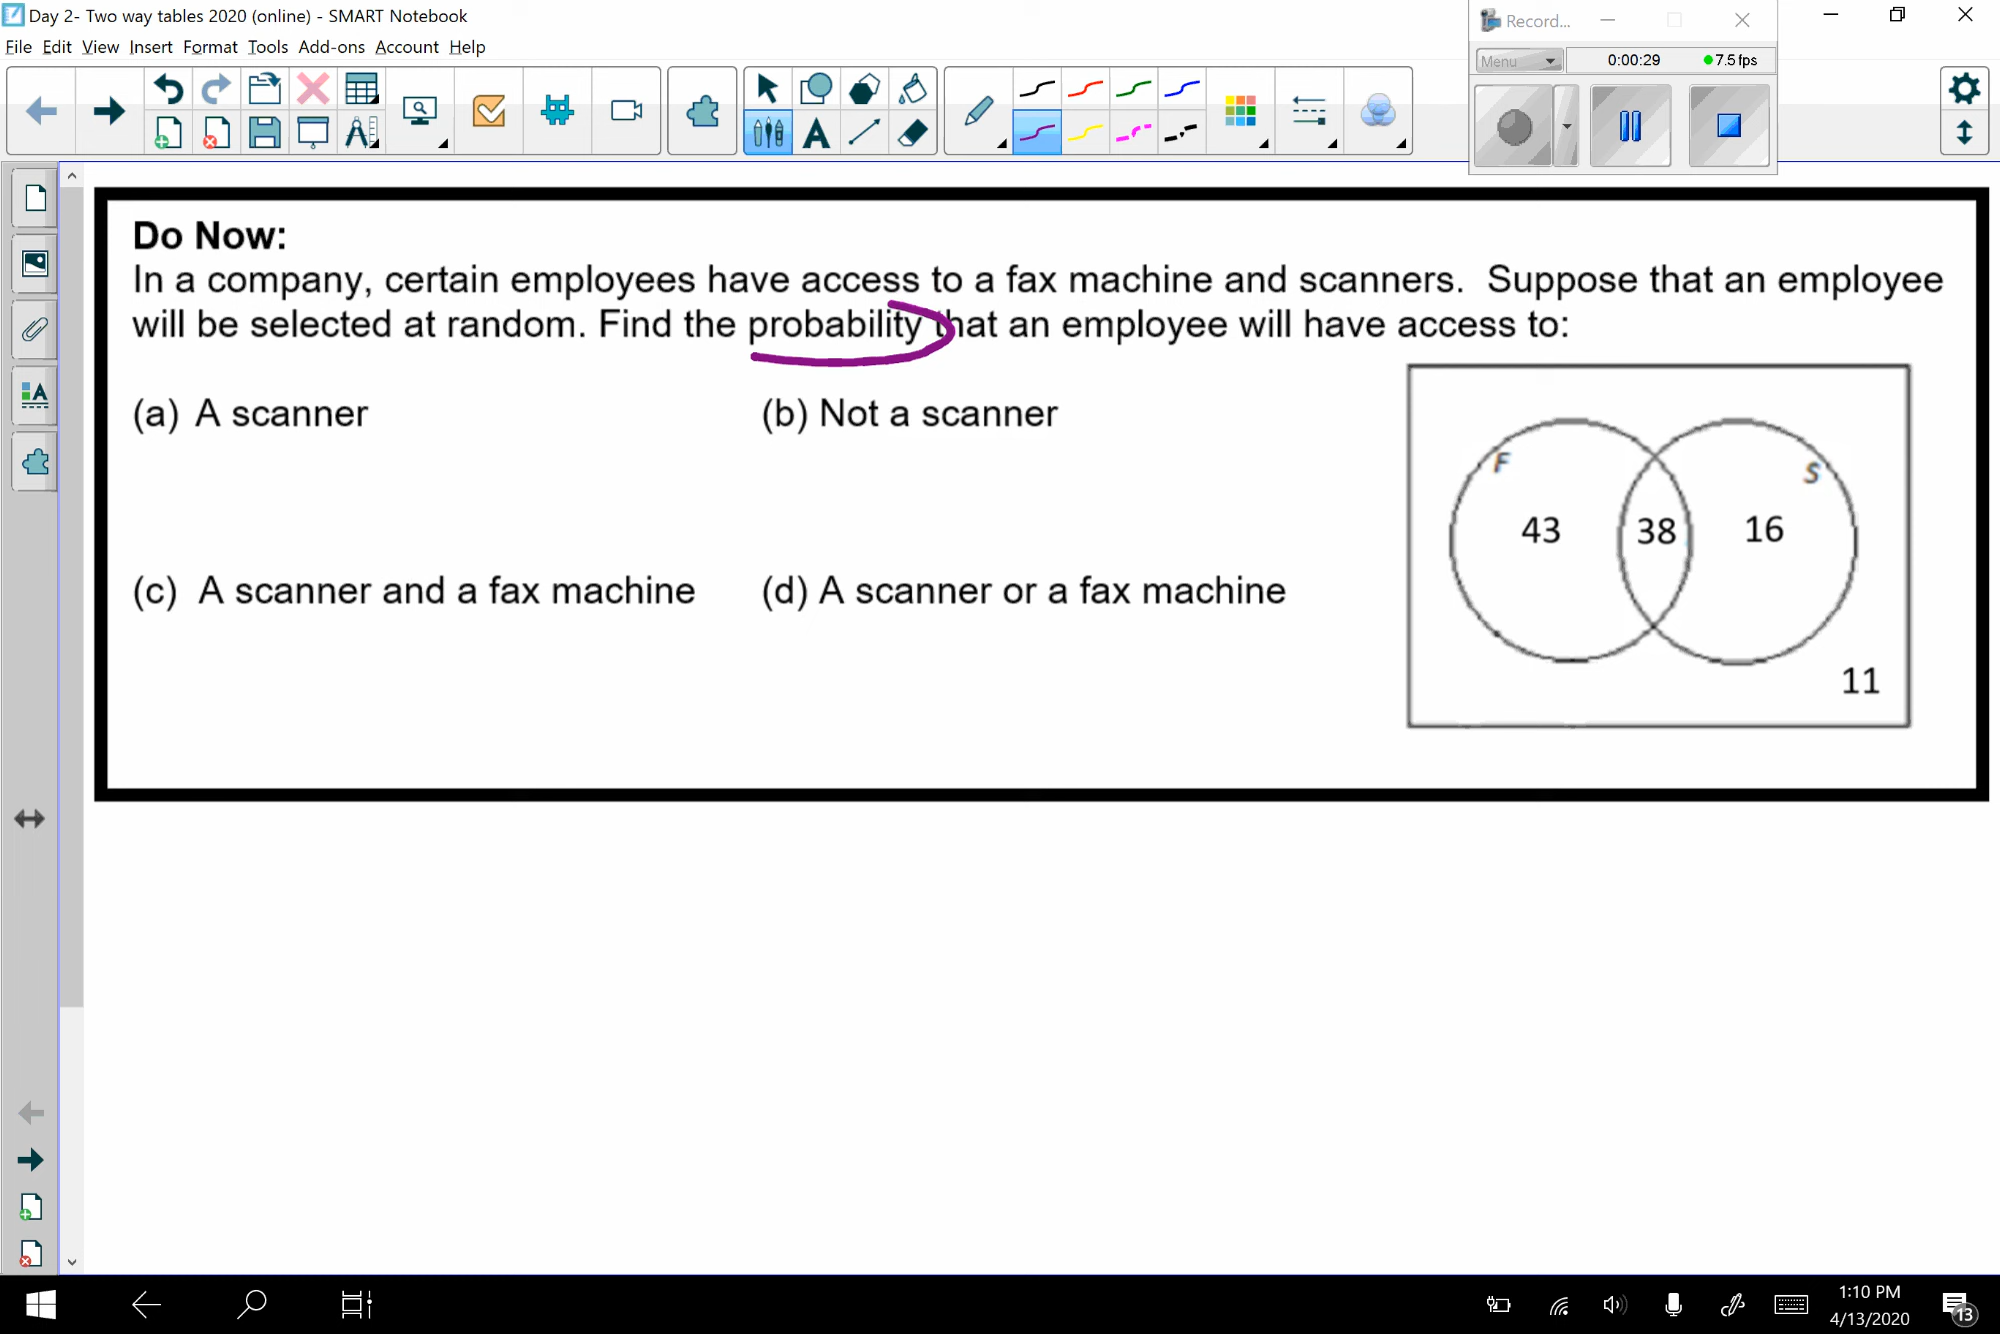 Day 2- Two way tables 2020 (online) - SMART Notebook
File Edit View Insert Format Tools Add-ons Account Help
Record...
Menu 0:00:29 7.5 fps
Do Now:
In a company, certain employees have access to a fax machine and scanners. Suppose that an employee
will be selected at random. Find the probability that an employee will have access to:
(a) A scanner (b) Not a scanner
(c) A scanner and a fax machine (d) A scanner or a fax machine
F S
43 38 16
11
1:10 PM
4/13/2020
13